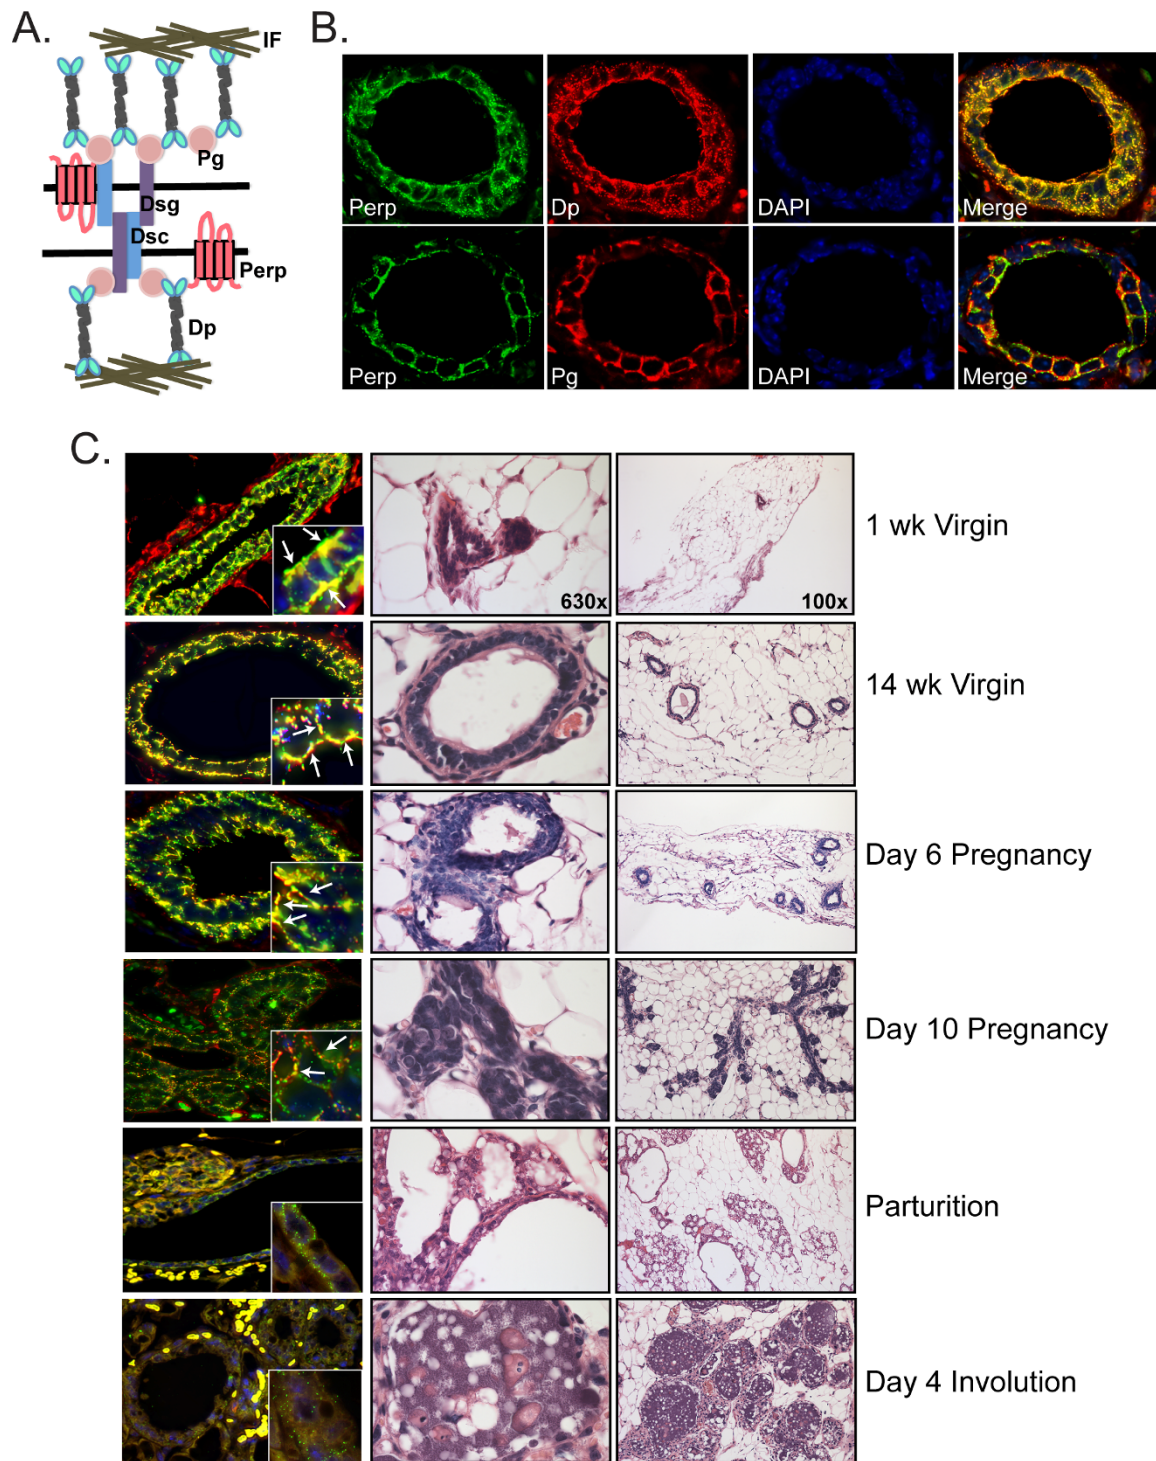 A.
IF
Pg
Dsg
Dsc
Perp
Dp
B.
Perp
Dp
DAPI
Merge
Perp
Pg
DAPI
Merge
C.
630x
100x
1 wk Virgin
14 wk Virgin
Day 6 Pregnancy
Day 10 Pregnancy
Parturition
Day 4 Involution